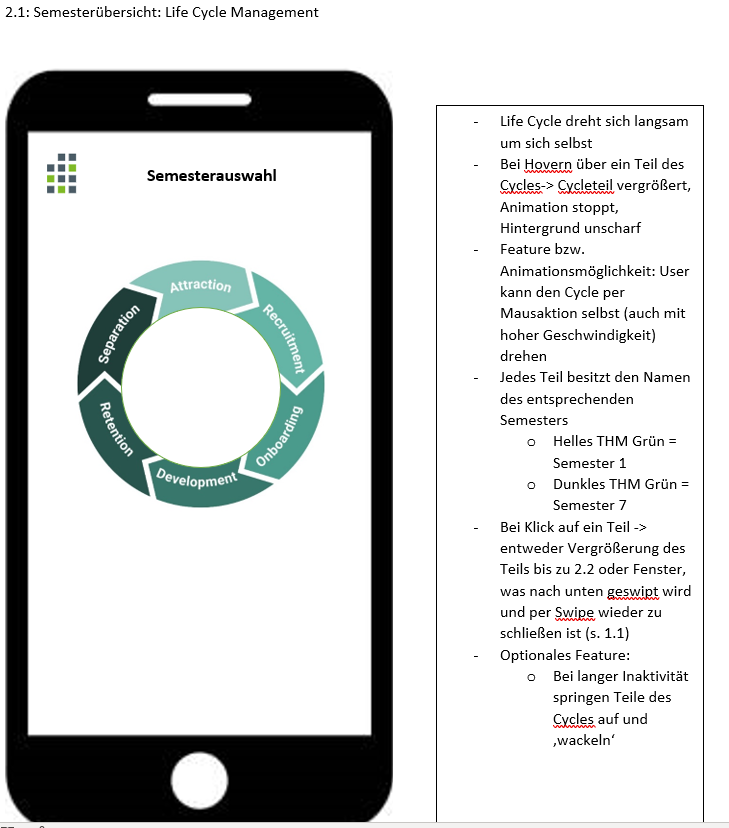 2.1: Semesterübersicht: Life Cycle Management
Semesterauswahl
Attraction
Recruitment
Onboarding
Development
Retention
Separation
- Life Cycle dreht sich langsam
um sich selbst
- Bei Hovern über ein Teil des
Cycles-> Cycleteil vergrößert,
Animation stoppt,
Hintergrund unscharf
- Feature bzw.
Animationsmöglichkeit: User
kann den Cycle per
Mausaktion selbst (auch mit
hoher Geschwindigkeit)
drehen
- Jedes Teil besitzt den Namen
des entsprechenden
Semesters
o Helles THM Grün =
Semester 1
o Dunkles THM Grün =
Semester 7
- Bei Klick auf ein Teil ->
entweder Vergrößerung des
Teils bis zu 2.2 oder Fenster,
was nach unten geswipt wird
und per Swipe wieder zu
schließen ist (s. 1.1)
- Optionales Feature:
o Bei langer Inaktivität
springen Teile des
Cycles auf und
‚wackeln‘